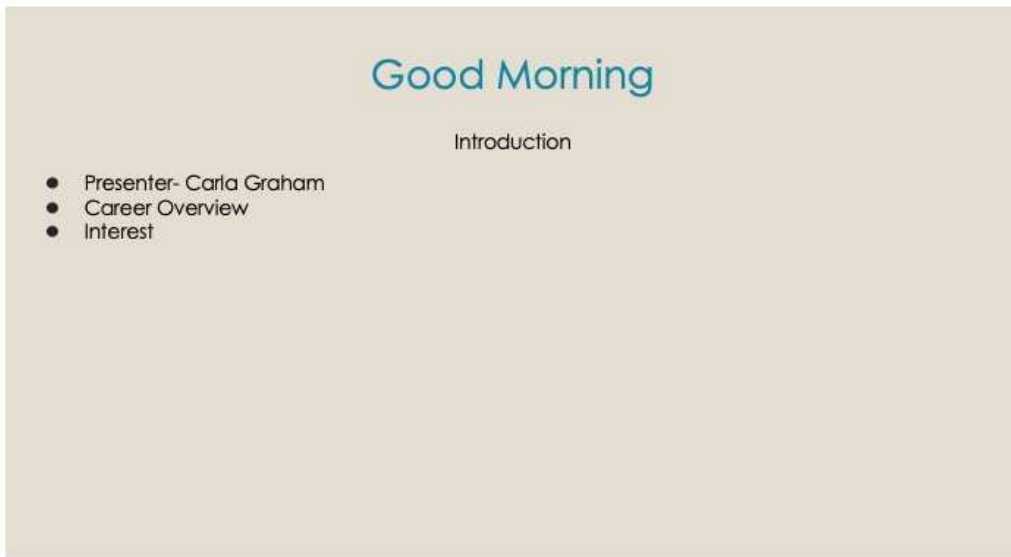 Good Morning
Introduction
● Presenter- Carla Graham
● Career Overview
● Interest